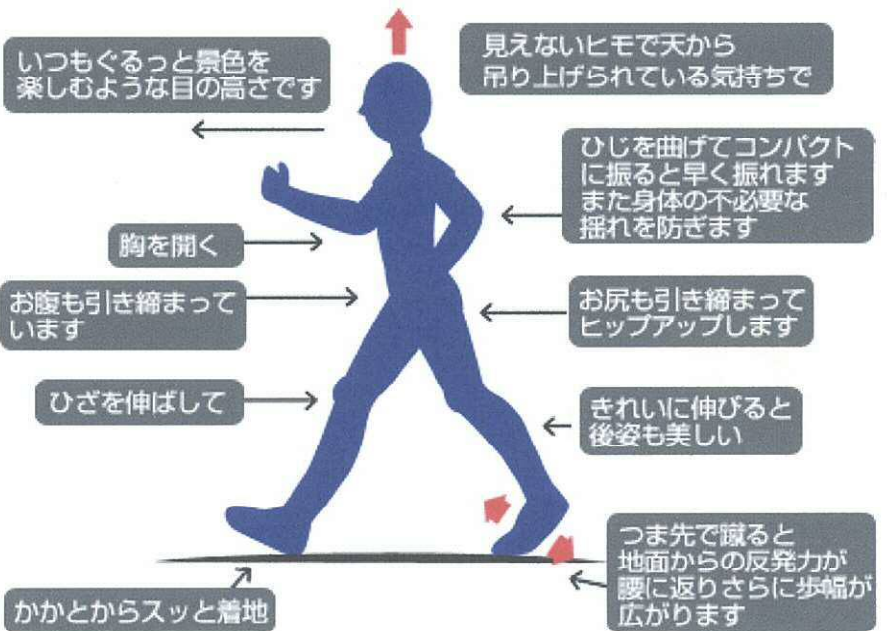 いつもぐるっと景色を
楽しむような目の高さです
見えないヒモで天から
吊り上げられている気持ちで
ひじを曲げてコンパクト
に振ると早く振れます
また身体の不必要な
揺れを防ぎます
胸を開く
お腹も引き締まって
います
お尻も引き締まって
ヒップアップします
ひざを伸ばして
きれいに伸びると
後姿も美しい
つま先で蹴ると
地面からの反発力が
腰に返りさらに歩幅が
広がります
かかとからスッと着地